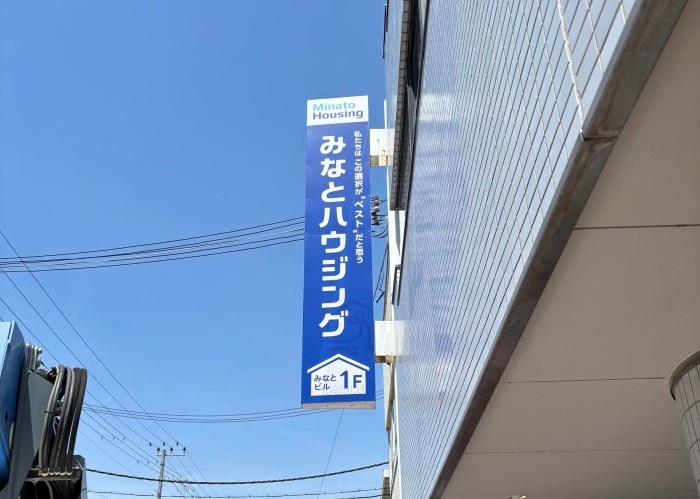 Minato
Housing
私たちは この選択が“ベスト”だと思う
みなとハウジング
みなと
ビル
1F